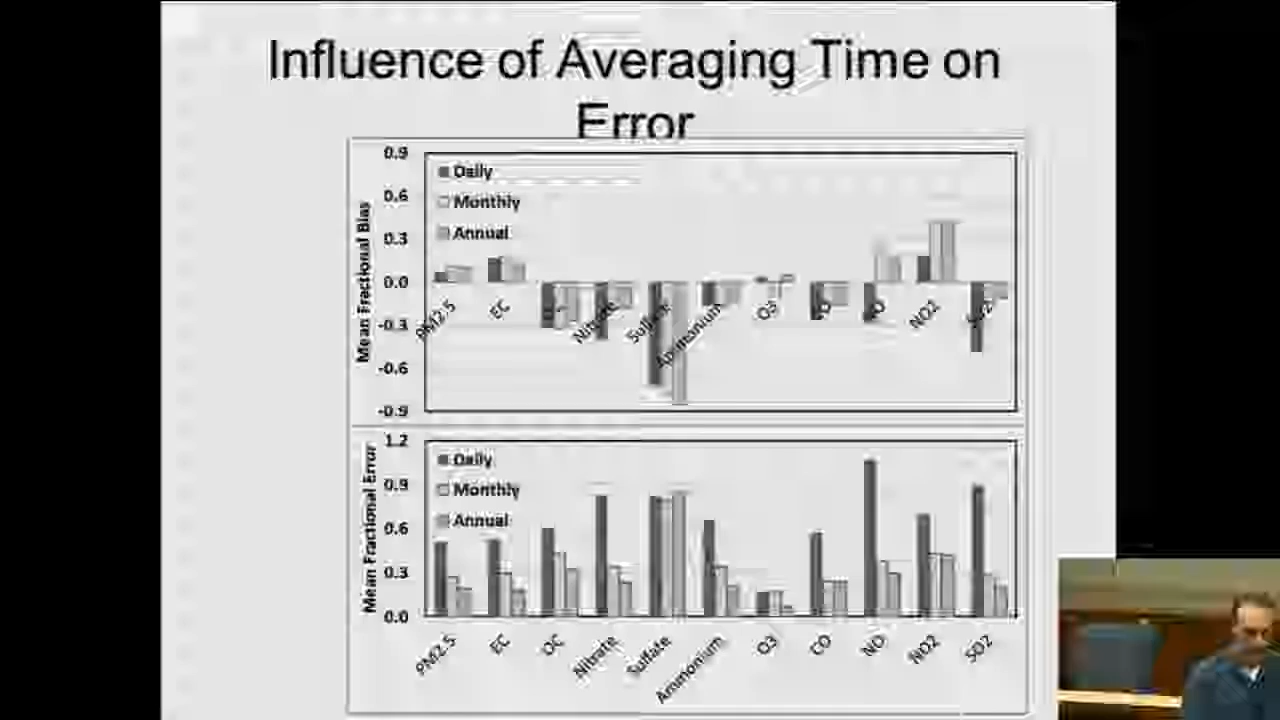 Influence of Averaging Time on
Error
0.9
0.6
0.3
0.0
-0.3
-0.6
-0.9
Mean Fractional Bias
Daily
Monthly
Annual
PM2.5
EC
Nitrate
Sulfate
Ammonium
O3
NO2
SO2
1.2
0.9
0.6
0.3
0.0
Mean Fractional Error
Daily
Monthly
Annual
PM2.5
EC
OC
Nitrate
Sulfate
Ammonium
O3
CO
NO
NO2
SO2